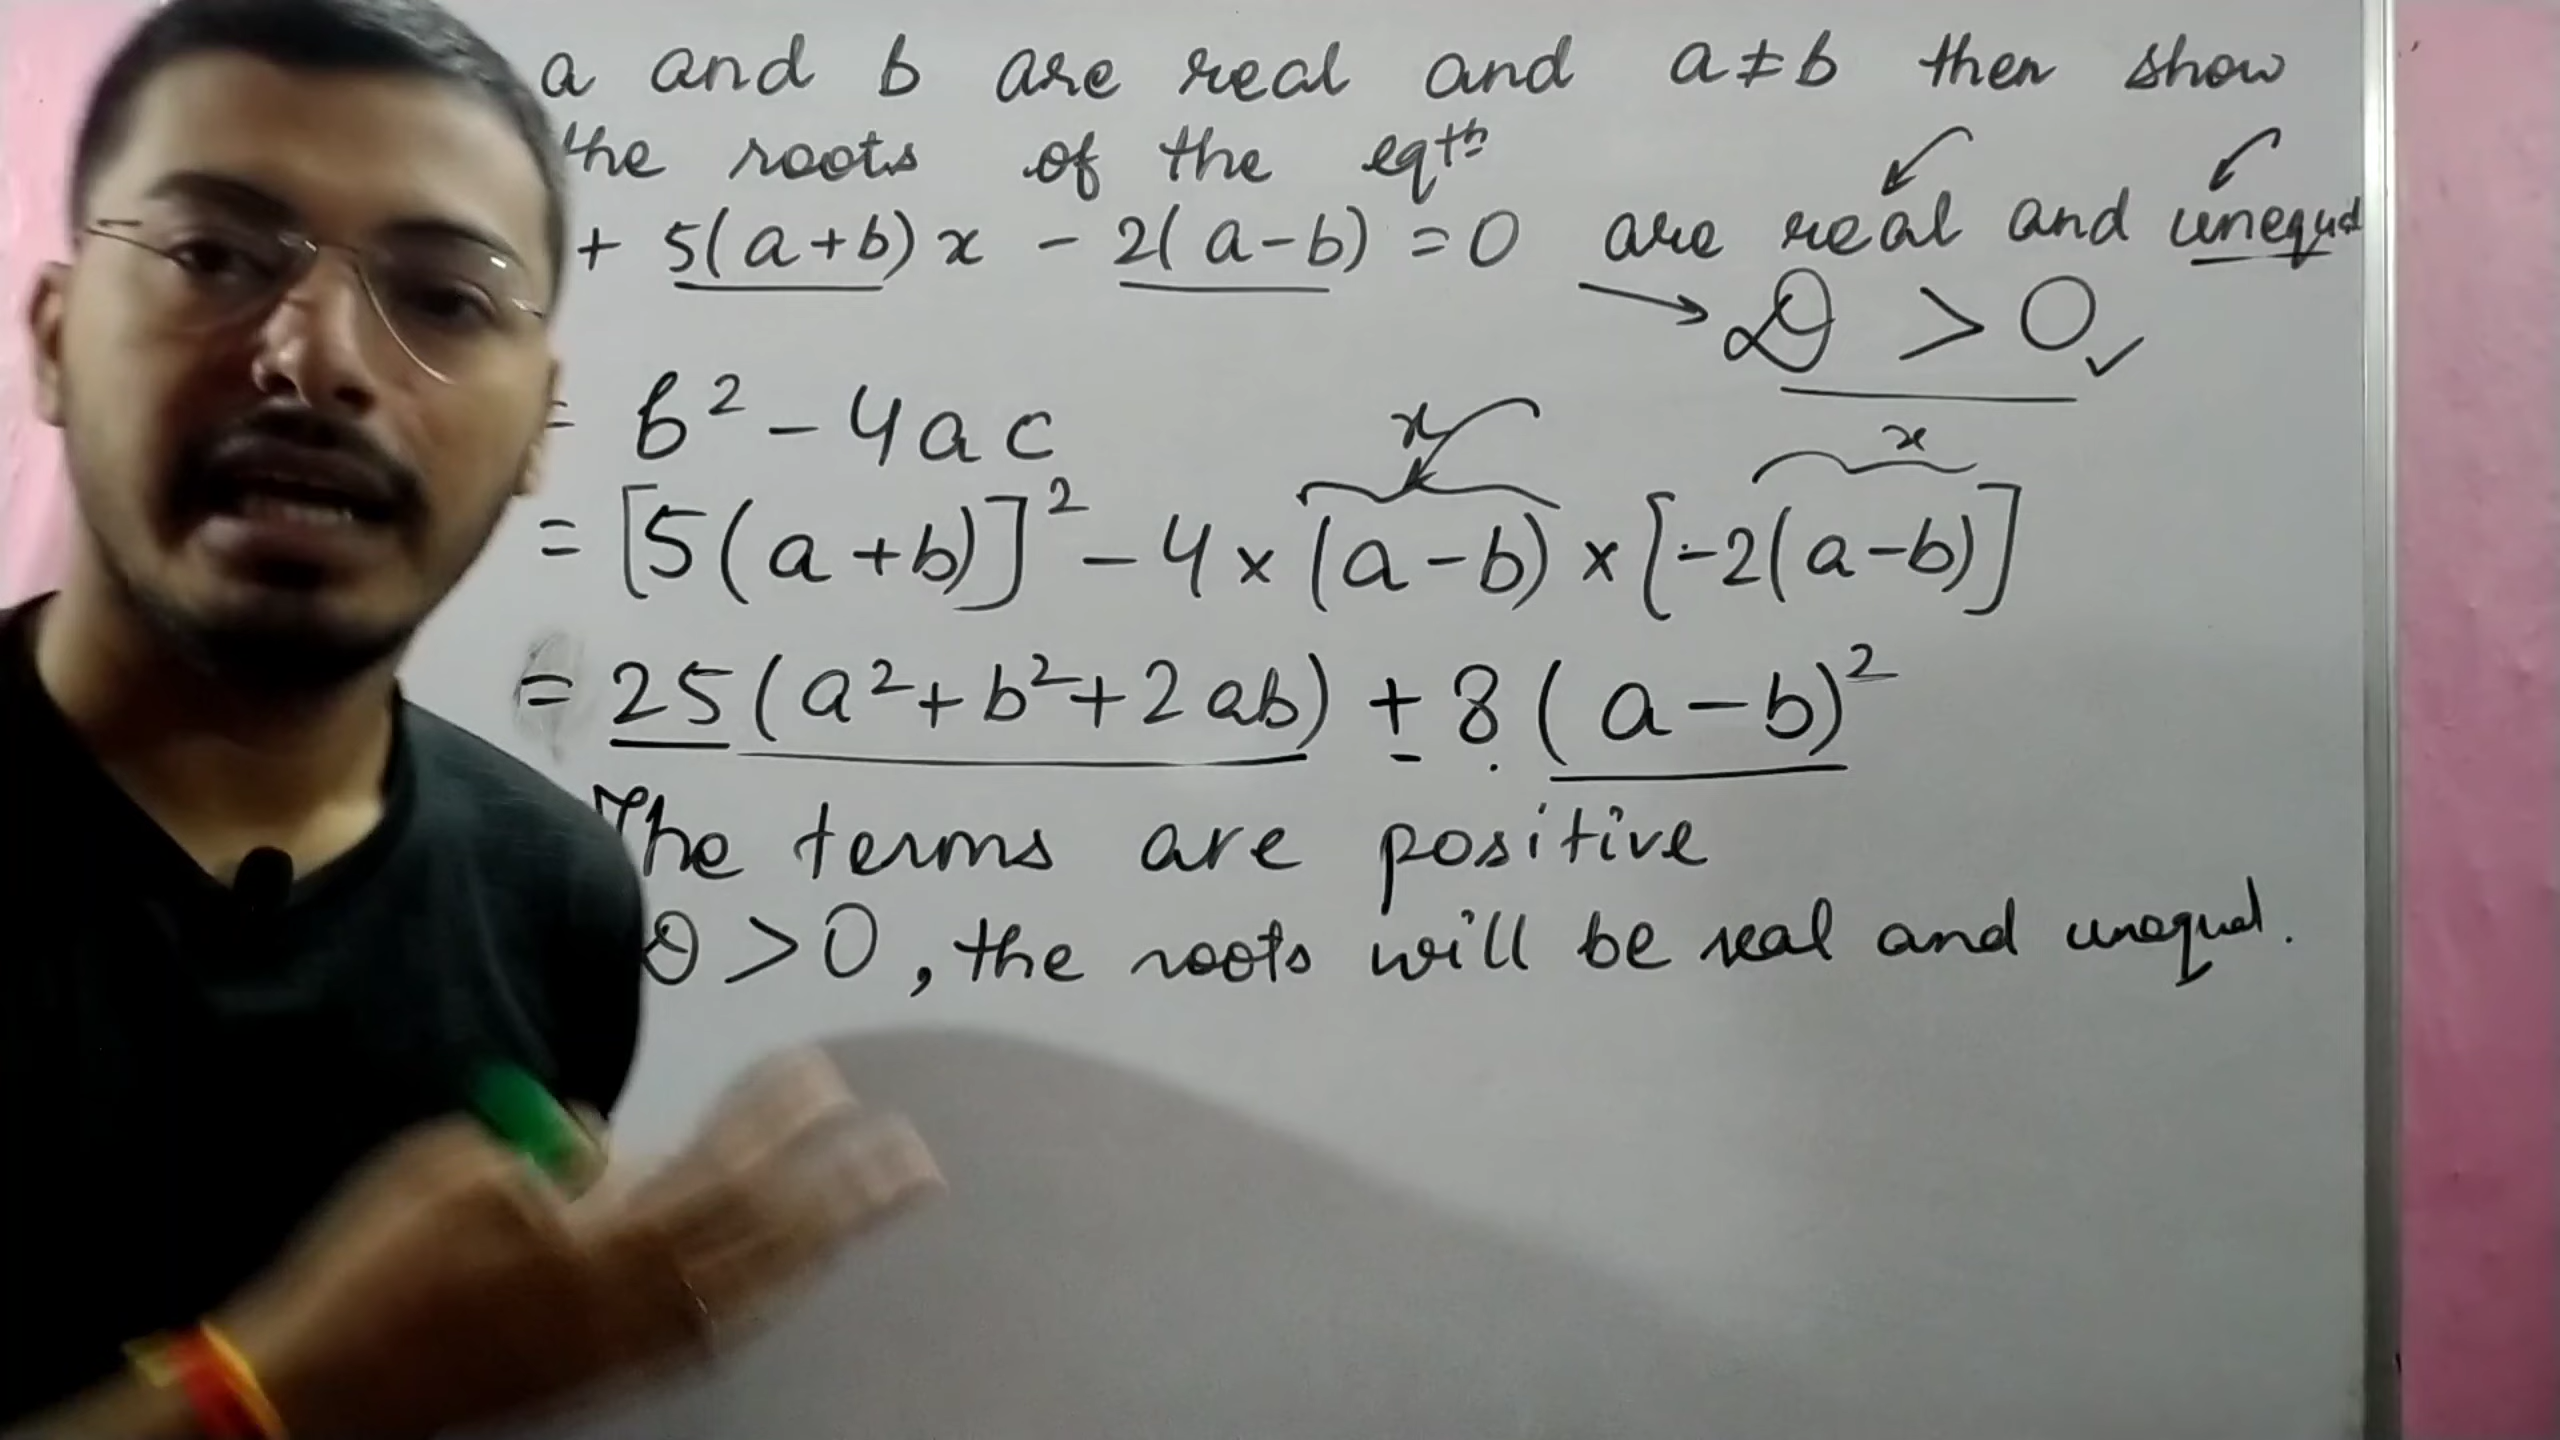 a and b are real and a ≠ b then show
the roots of the eqth
+ 5(a+b)x - 2(a-b) = 0 are real and unequal
D > 0 ✓
= b² - 4ac
x x
= [5(a+b)]² - 4 × (a-b) × [-2(a-b)]
= 25(a²+b²+2ab) + 8(a-b)²
The terms are positive
D > 0, the roots will be real and unequal.